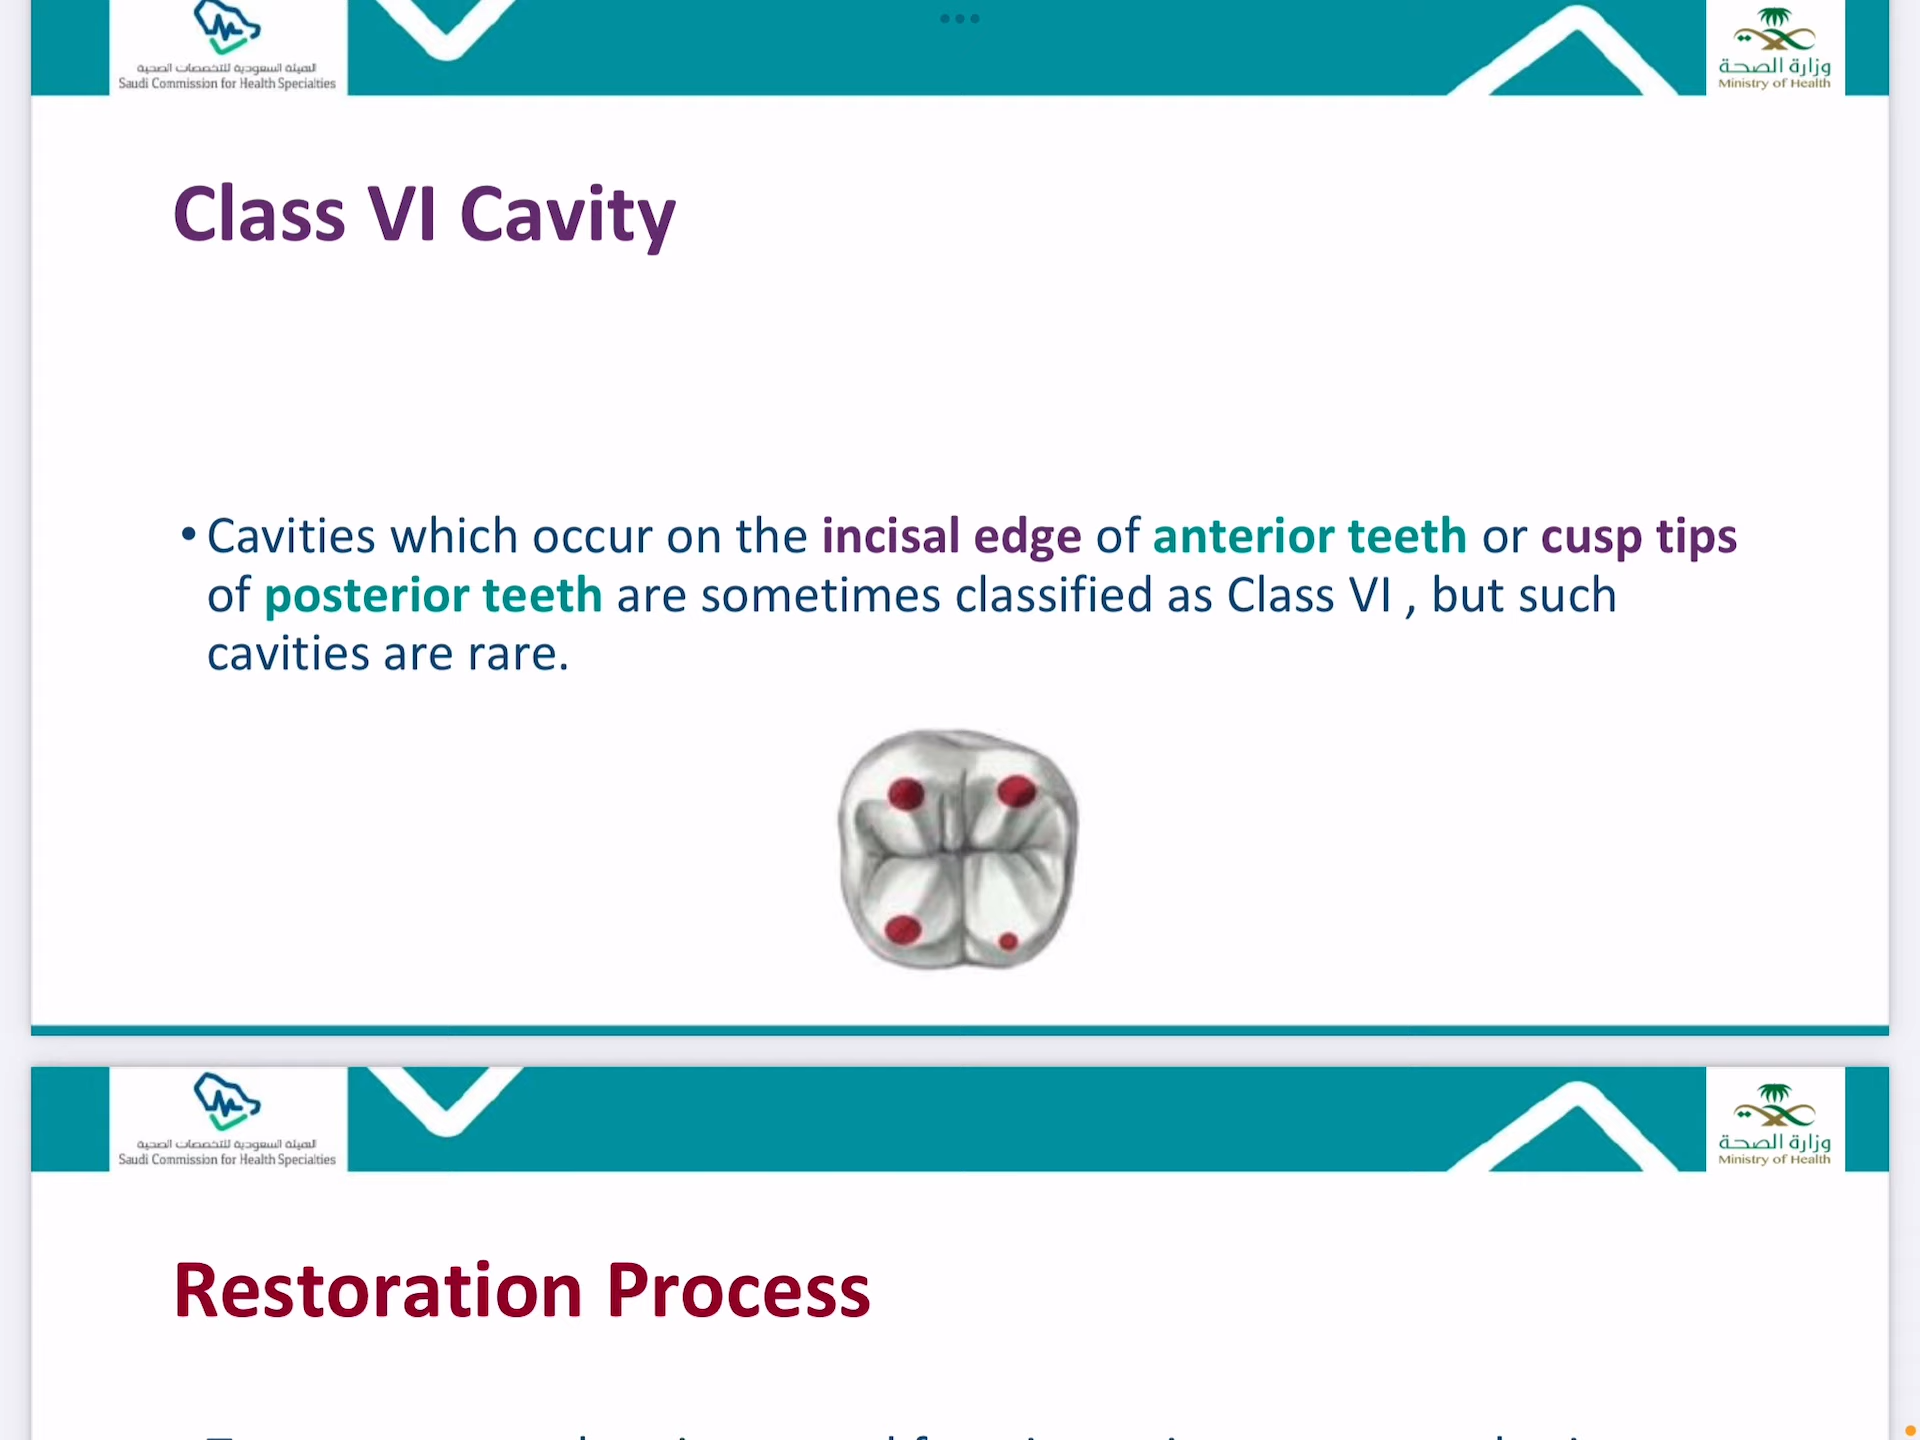 الهيئة السعودية للتخصصات الصحية
Saudi Commission for Health Specialties
وزارة الصحة
Ministry of Health
Class VI Cavity
• Cavities which occur on the incisal edge of anterior teeth or cusp tips
of posterior teeth are sometimes classified as Class VI , but such
cavities are rare.
الهيئة السعودية للتخصصات الصحية
Saudi Commission for Health Specialties
وزارة الصحة
Ministry of Health
Restoration Process